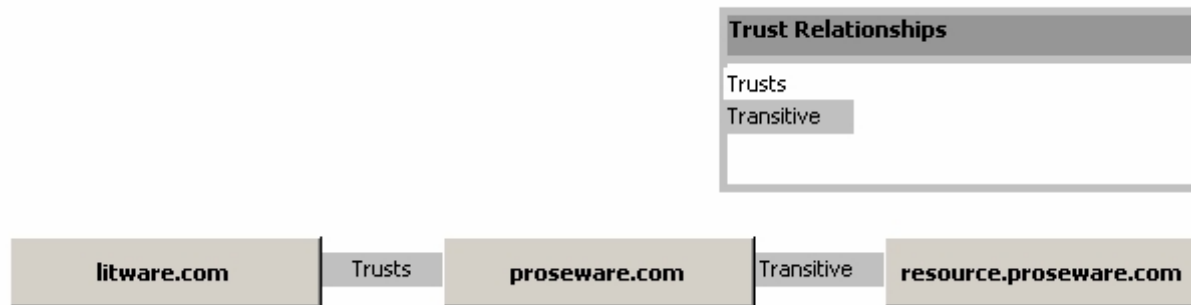 Trust Relationships
Trusts
Transitive
litware.com Trusts proseware.com Transitive resource.proseware.com